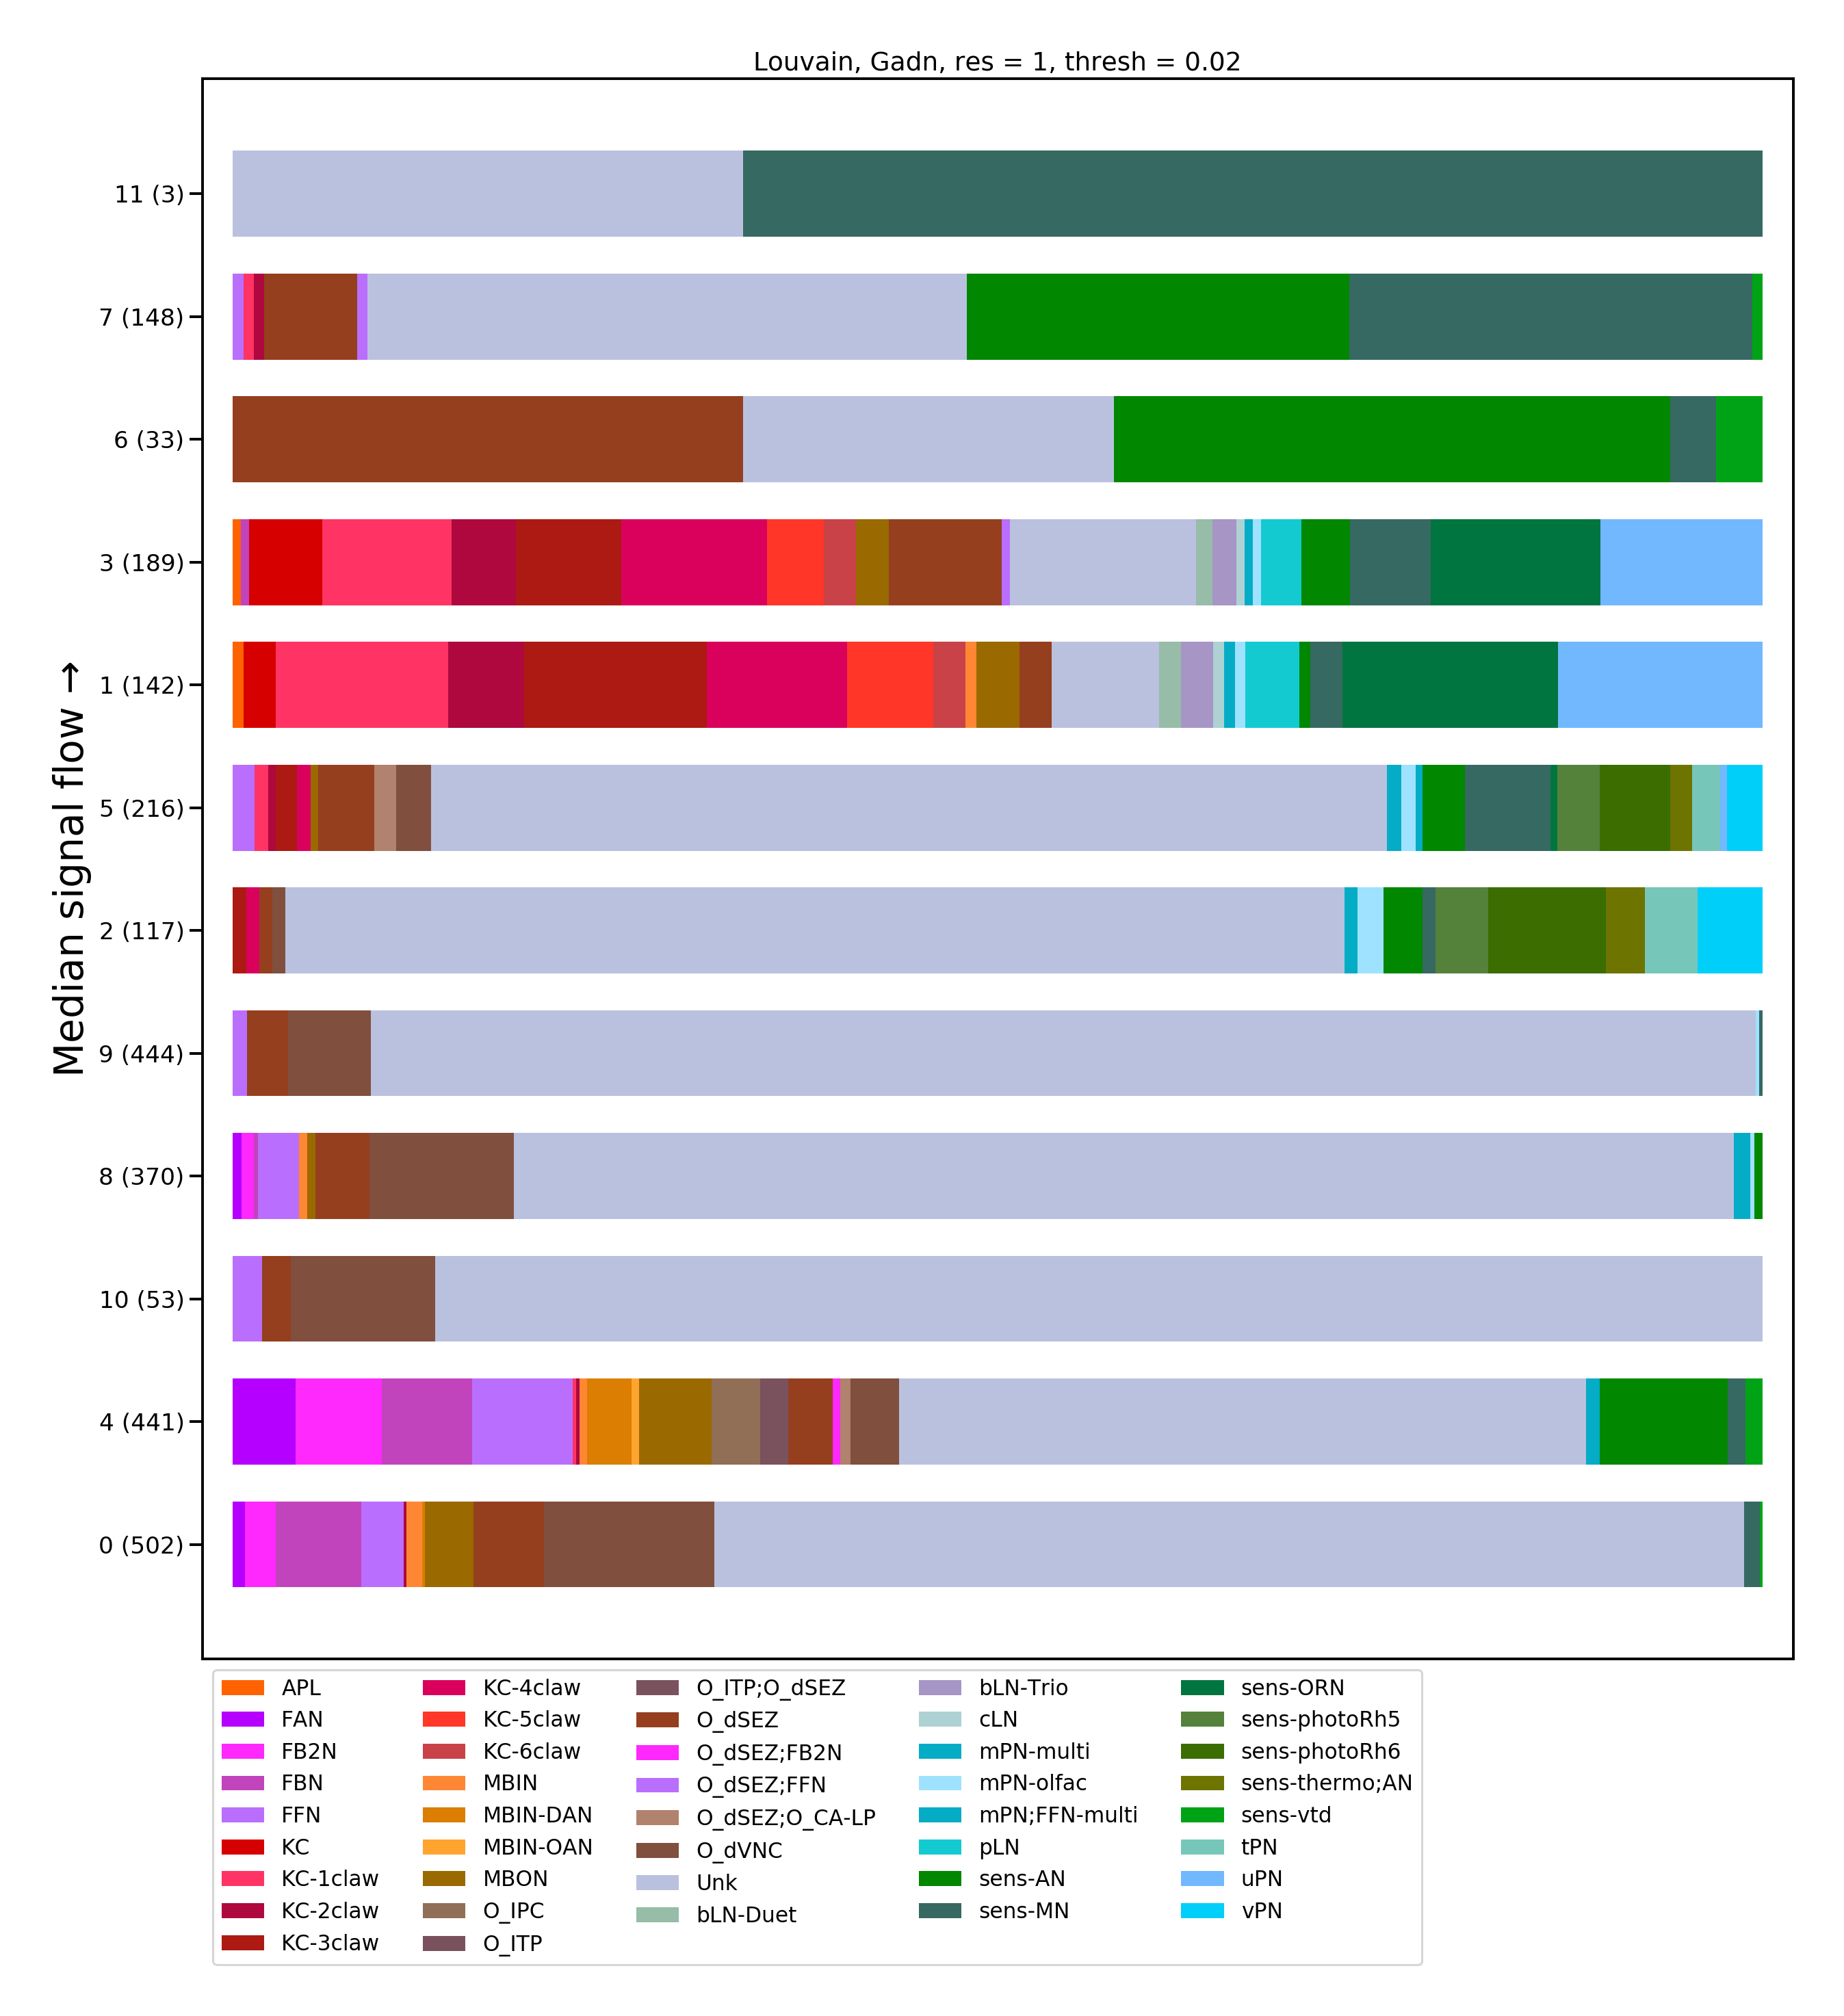 Louvain, Gadn, res = 1, thresh = 0.02
Median signal flow →
11 (3)
7 (148)
6 (33)
3 (189)
1 (142)
5 (216)
2 (117)
9 (444)
8 (370)
10 (53)
4 (441)
0 (502)
APL
FAN
FB2N
FBN
FFN
KC
KC-1claw
KC-2claw
KC-3claw
KC-4claw
KC-5claw
KC-6claw
MBIN
MBIN-DAN
MBIN-OAN
MBON
O_IPC
O_ITP
O_ITP;O_dSEZ
O_dSEZ
O_dSEZ;FB2N
O_dSEZ;FFN
O_dSEZ;O_CA-LP
O_dVNC
Unk
bLN-Duet
bLN-Trio
cLN
mPN-multi
mPN-olfac
mPN;FFN-multi
pLN
sens-AN
sens-MN
sens-ORN
sens-photoRh5
sens-photoRh6
sens-thermo;AN
sens-vtd
tPN
uPN
vPN